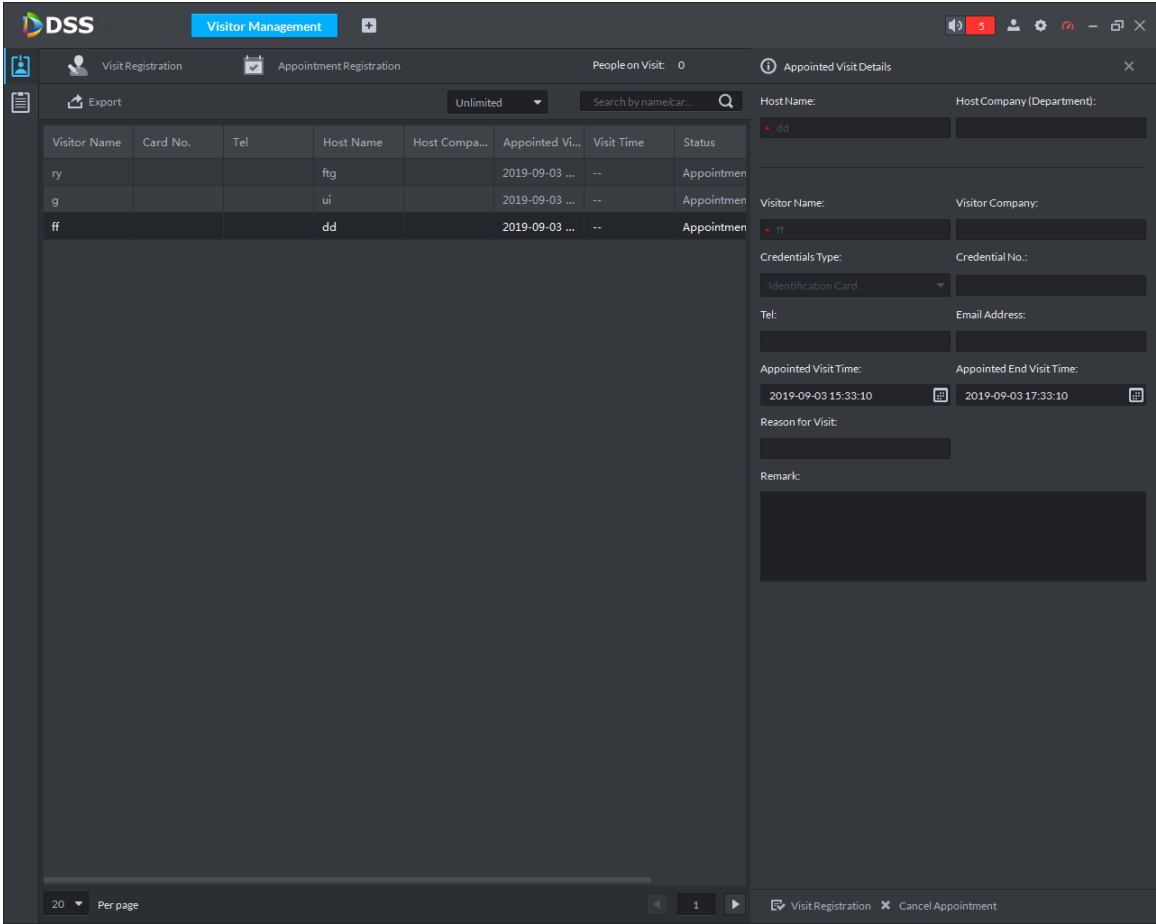 DSS
Visitor Management
5
Visit Registration
Appointment Registration
People on Visit: 0
Export
Unlimited
Search by name/car...
Visitor Name Card No. Tel Host Name Host Compa... Appointed Vi... Visit Time Status
ry ftg 2019-09-03 ... -- Appointmen
g ui 2019-09-03 ... -- Appointmen
ff dd 2019-09-03 ... -- Appointmen
20 Per page
1
Appointed Visit Details
Host Name: Host Company (Department):
• dd
Visitor Name: Visitor Company:
• ff
Credentials Type: Credential No.:
Identification Card
Tel: Email Address:
Appointed Visit Time: Appointed End Visit Time:
2019-09-03 15:33:10 2019-09-03 17:33:10
Reason for Visit:
Remark:
Visit Registration Cancel Appointment